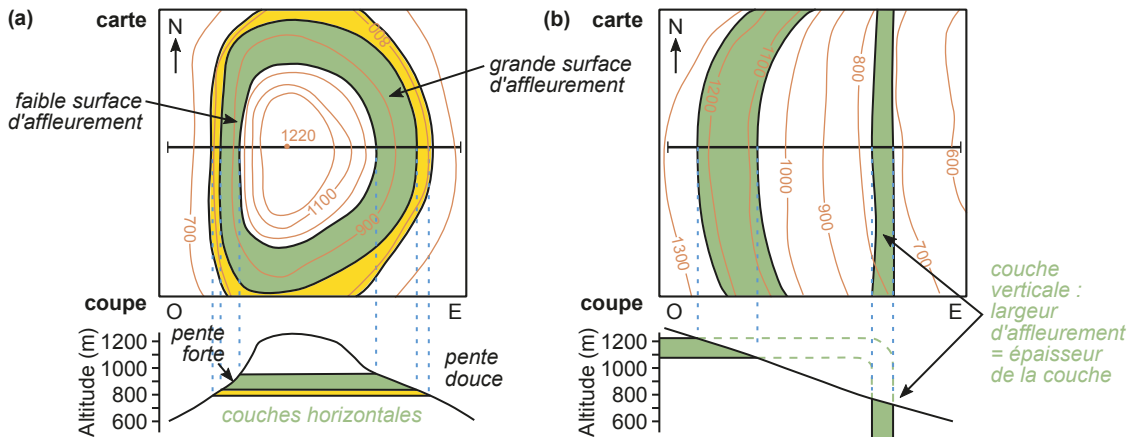 (a)
carte
N
800
grande surface
d'affleurement
faible surface
d'affleurement
1220
1100
900
700
coupe
O
E
Altitude (m)
1200
1000
800
600
pente
forte
pente
douce
couches horizontales
(b)
carte
N
1100
1200
800
1000
600
900
700
1300
coupe
O
E
Altitude (m)
1200
1000
800
600
couche
verticale :
largeur
d'affleurement
= épaisseur
de la couche